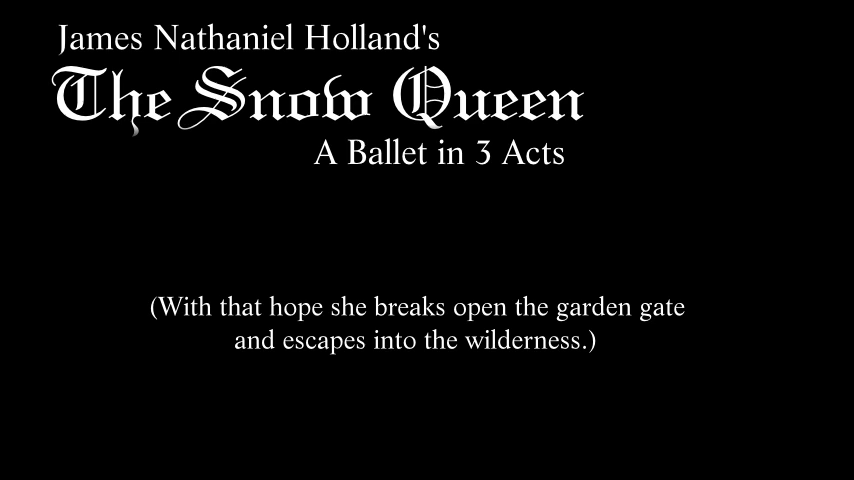 James Nathaniel Holland's
The Snow Queen
A Ballet in 3 Acts
(With that hope she breaks open the garden gate
and escapes into the wilderness.)